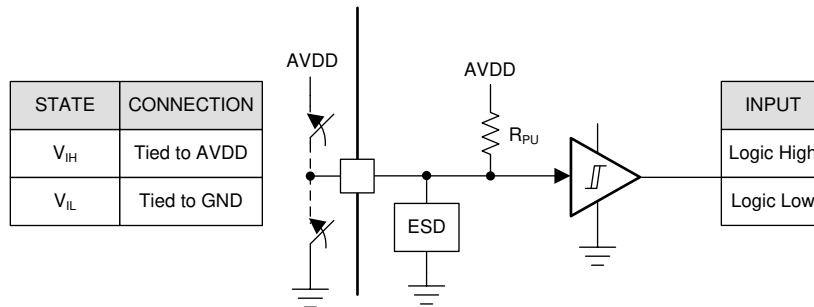 STATE CONNECTION
V_IH Tied to AVDD
V_IL Tied to GND
AVDD
ESD
AVDD
R_PU
INPUT
Logic High
Logic Low